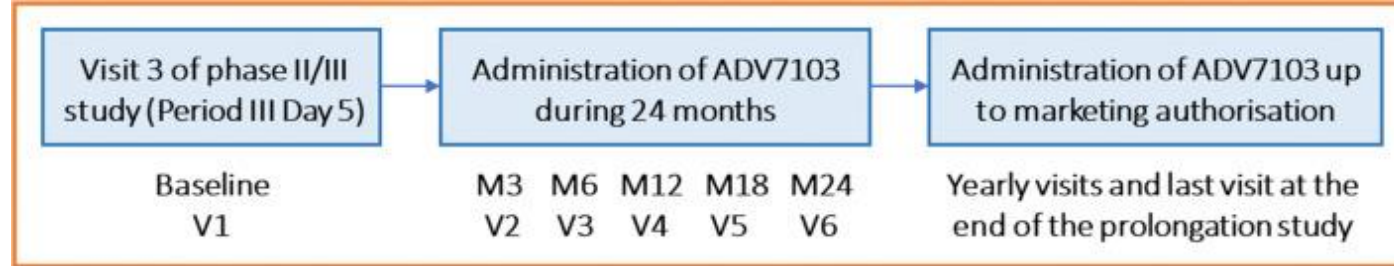 Visit 3 of phase II/III
study (Period III Day 5)
Administration of ADV7103
during 24 months
Administration of ADV7103 up
to marketing authorisation
Baseline
V1
M3 M6 M12 M18 M24
V2 V3 V4 V5 V6
Yearly visits and last visit at the
end of the prolongation study